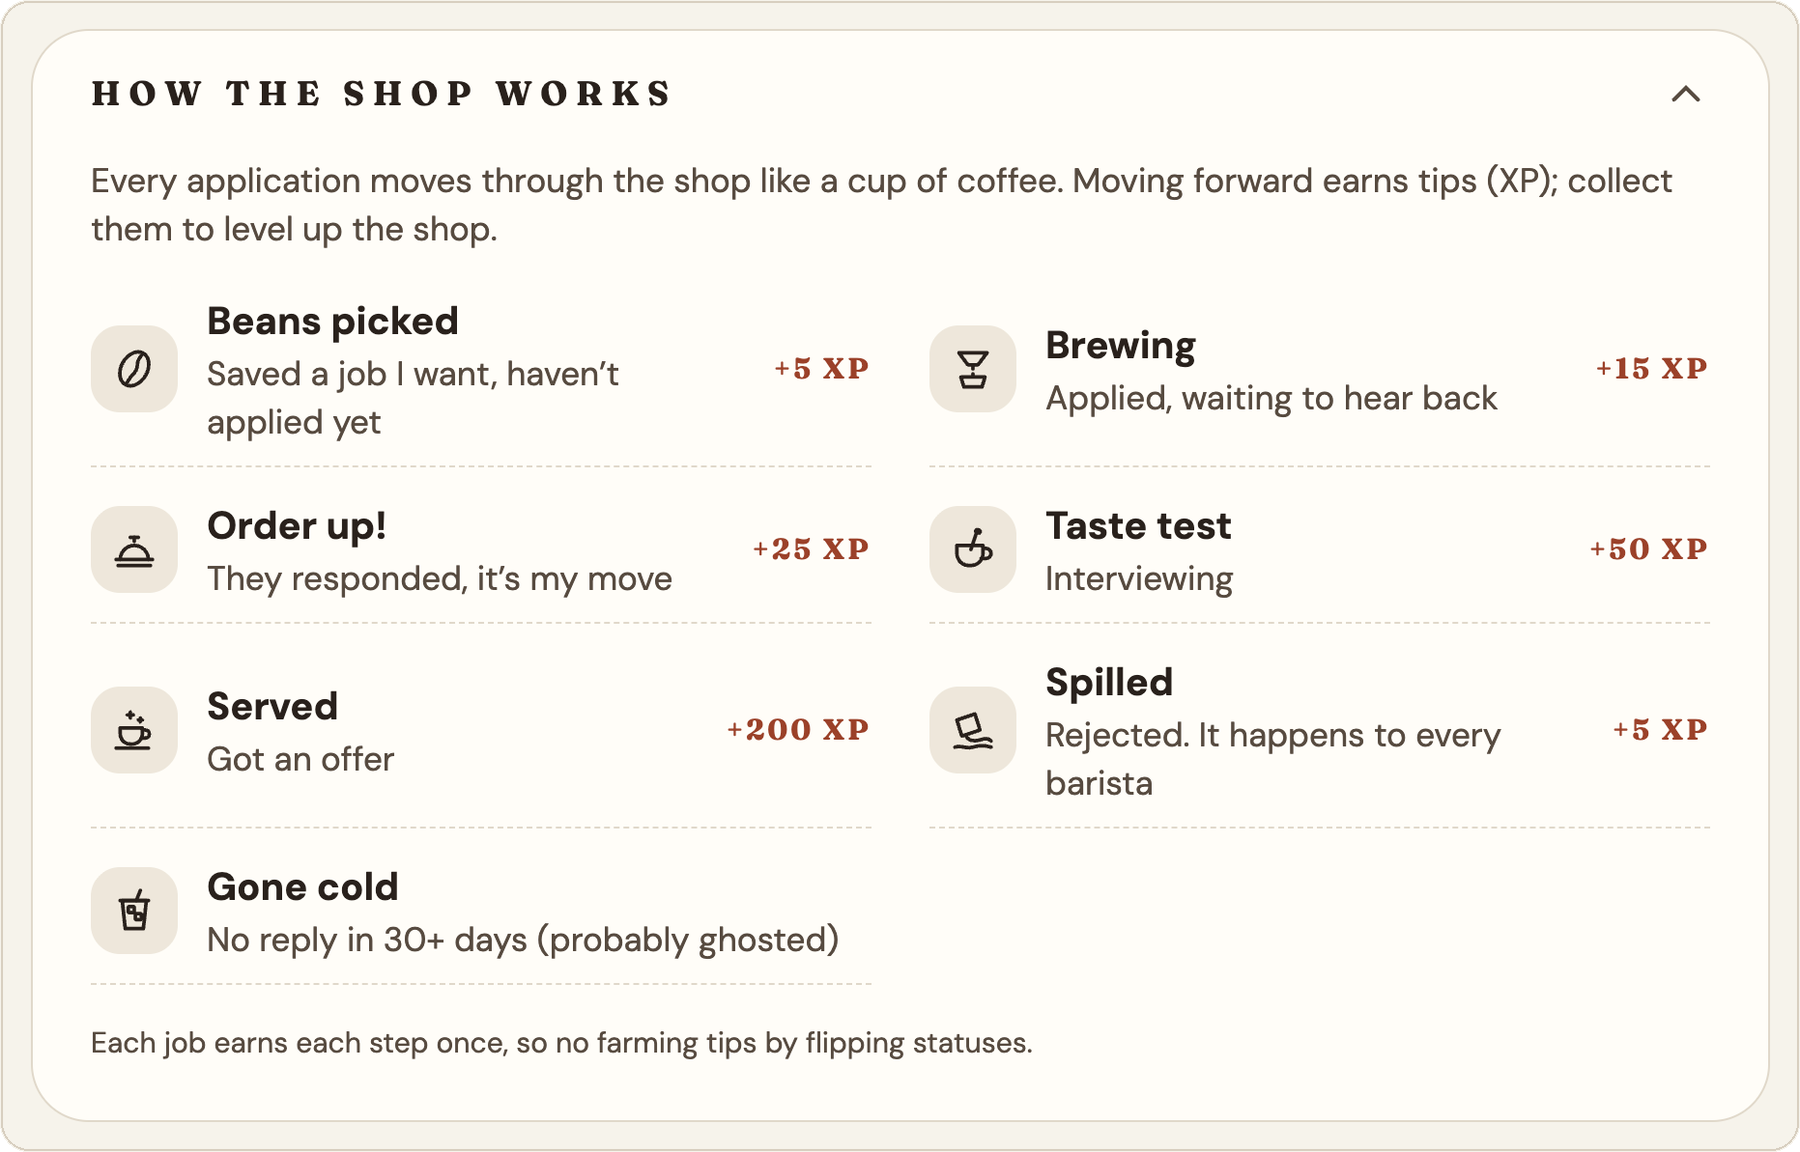 HOW THE SHOP WORKS
Every application moves through the shop like a cup of coffee. Moving forward earns tips (XP); collect
them to level up the shop.
Beans picked
Saved a job I want, haven’t
applied yet
+5 XP
Brewing
Applied, waiting to hear back
+15 XP
Order up!
They responded, it’s my move
+25 XP
Taste test
Interviewing
+50 XP
Served
Got an offer
+200 XP
Spilled
Rejected. It happens to every
barista
+5 XP
Gone cold
No reply in 30+ days (probably ghosted)
Each job earns each step once, so no farming tips by flipping statuses.